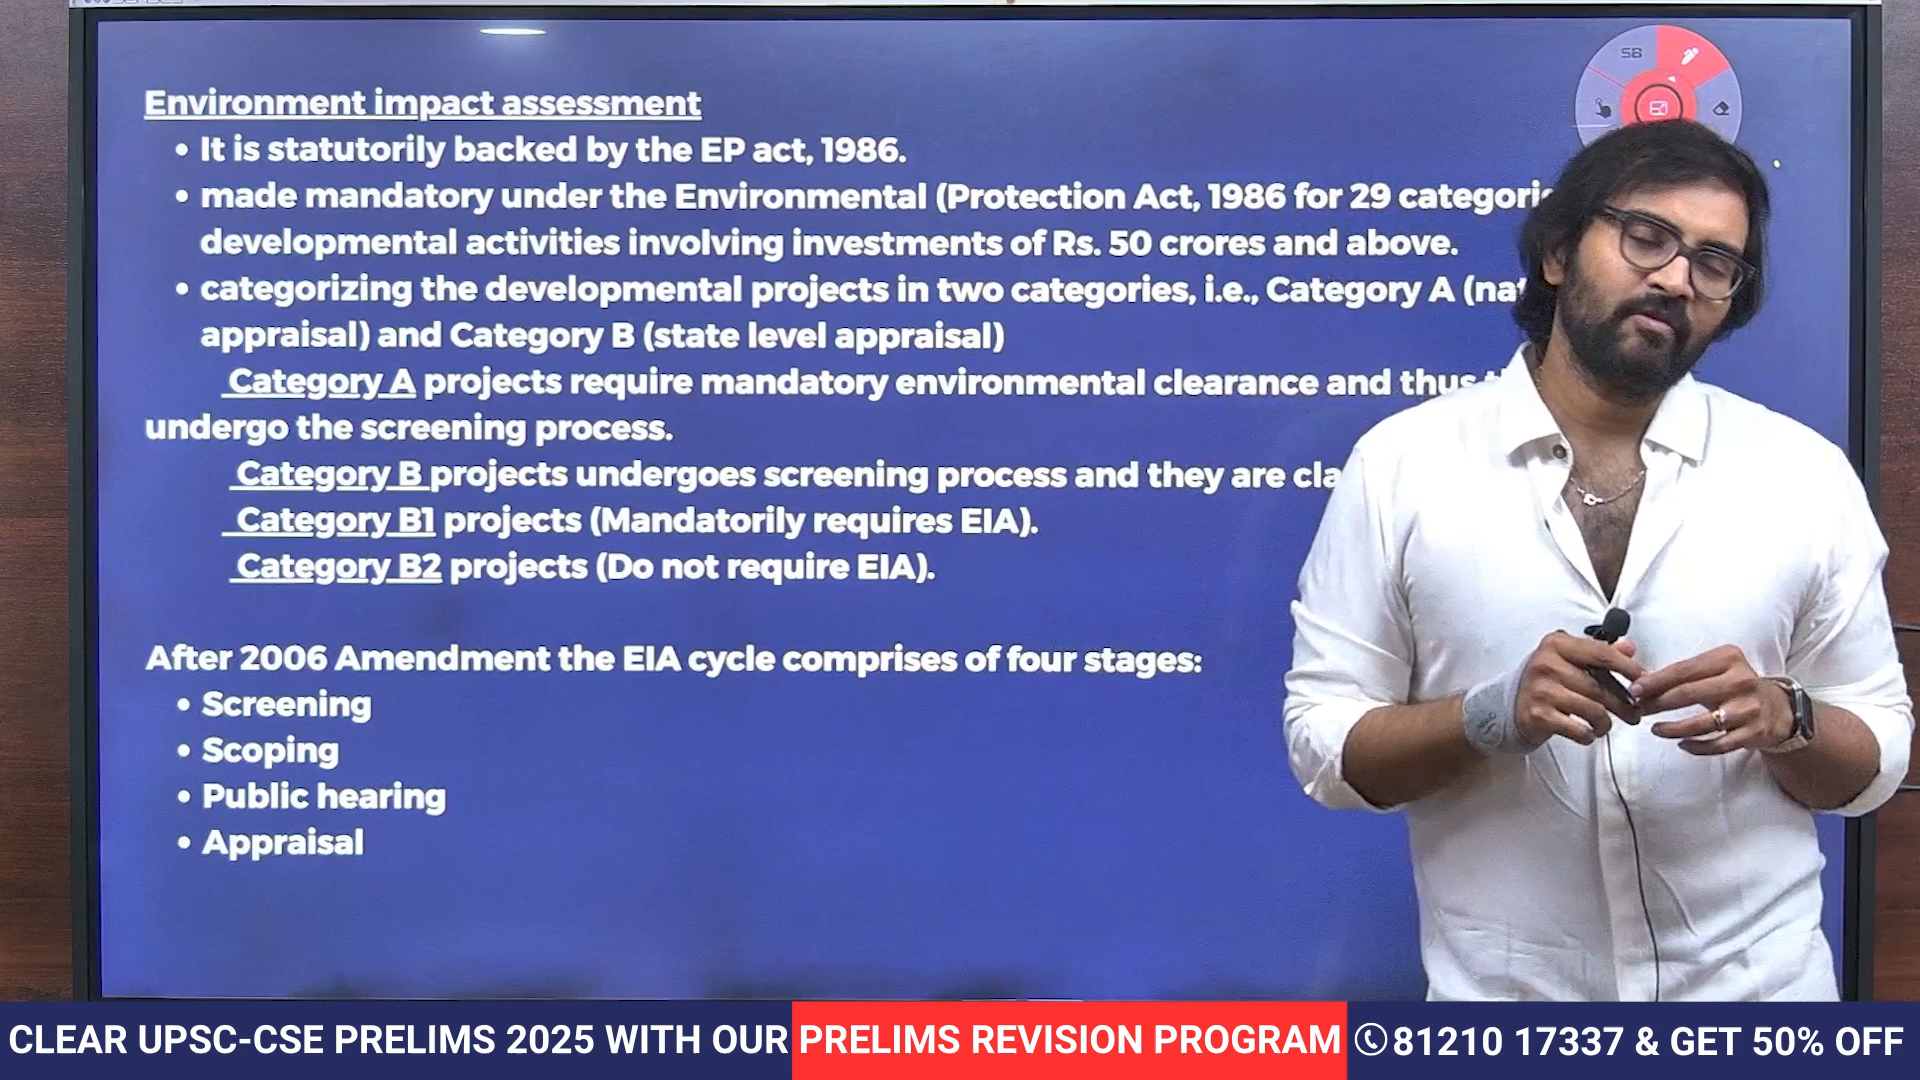 SB
Environment impact assessment
• It is statutorily backed by the EP act, 1986.
• made mandatory under the Environmental (Protection Act, 1986 for 29
developmental activities involving investments of Rs. 50 crores and above.
• categorizing the developmental projects in two categories, i.e., Category A
appraisal) and Category B (state level appraisal)
Category A projects require mandatory environmental clearance and thus
undergo the screening process.
Category B projects undergoes screening process and they are
Category B1 projects (Mandatorily requires EIA).
Category B2 projects (Do not require EIA).
After 2006 Amendment the EIA cycle comprises of four stages:
• Screening
• Scoping
• Public hearing
• Appraisal
CLEAR UPSC-CSE PRELIMS 2025 WITH OUR PRELIMS REVISION PROGRAM 81210 17337 & GET 50% OFF